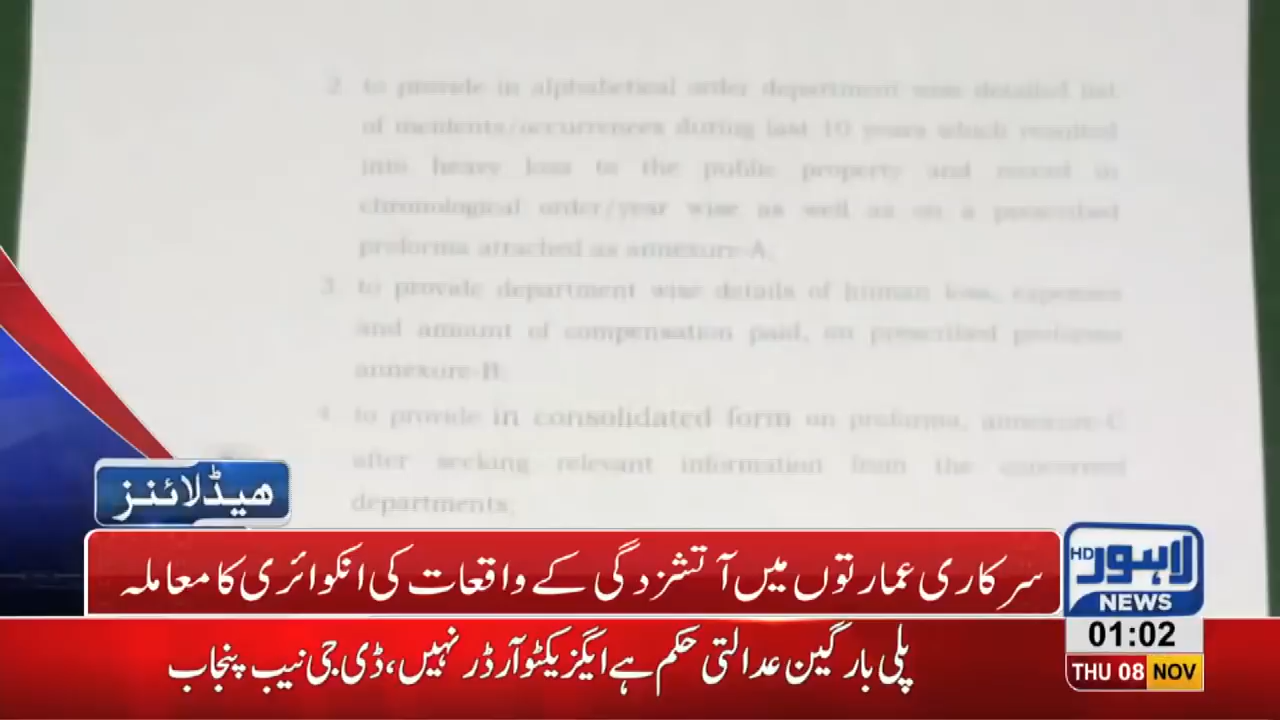 2. to provide in alphabetical order department wise detailed list
of incidents/occurrences during last 10 years which resulted
into heavy loss to the public property and record in
chronological order/year wise as well as on a prescribed
proforma attached as annexure-A.
3. to provide department wise details of human loss, expenses
and amount of compensation paid, on prescribed proforma
annexure-B.
4. to provide in consolidated form on proforma, annexure-C
after seeking relevant information from the concerned
departments.
ھیڈلائنز
سرکاری عمارتوں میں آتشزدگی کے واقعات کی انکوائری کا معاملہ
HD لاہور
NEWS
پلی بارگین عدالتی حکم ہے ایگزیکٹو آرڈر نہیں، ڈی جی نیب پنجاب
01:02
THU 08 NOV